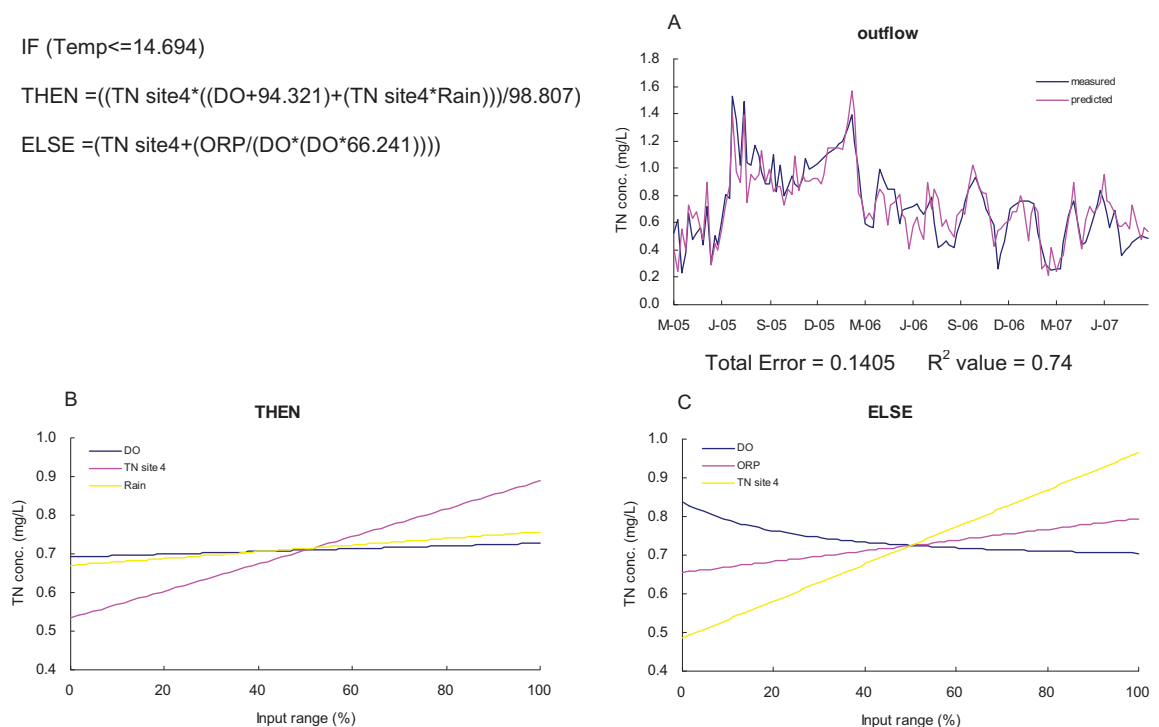 IF (Temp<=14.694)
THEN =((TN site4*((DO+94.321)+(TN site4*Rain)))/98.807)
ELSE =(TN site4+(ORP/(DO*(DO*66.241))))
A
outflow
1.8
1.6
1.4
1.2
1.0
0.8
0.6
0.4
0.2
0.0
TN conc. (mg/L)
measured
predicted
M-05 J-05 S-05 D-05 M-06 J-06 S-06 D-06 M-07 J-07
Total Error = 0.1405 R² value = 0.74
B
THEN
1.0
0.9
0.8
0.7
0.6
0.5
0.4
TN conc. (mg/L)
DO
TN site 4
Rain
0 20 40 60 80 100
Input range (%)
C
ELSE
1.0
0.9
0.8
0.7
0.6
0.5
0.4
TN conc. (mg/L)
DO
ORP
TN site 4
0 20 40 60 80 100
Input range (%)